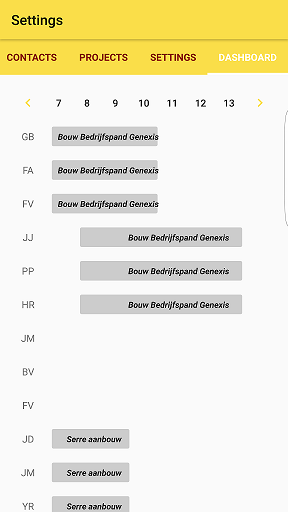 Settings
CONTACTS PROJECTS SETTINGS DASHBOARD
7 8 9 10 11 12 13
GB Bouw Bedrijfspand Genexis
FA Bouw Bedrijfspand Genexis
FV Bouw Bedrijfspand Genexis
JJ Bouw Bedrijfspand Genexis
PP Bouw Bedrijfspand Genexis
HR Bouw Bedrijfspand Genexis
JM
BV
FV
JD Serre aanbouw
JM Serre aanbouw
YR Serre aanbouw